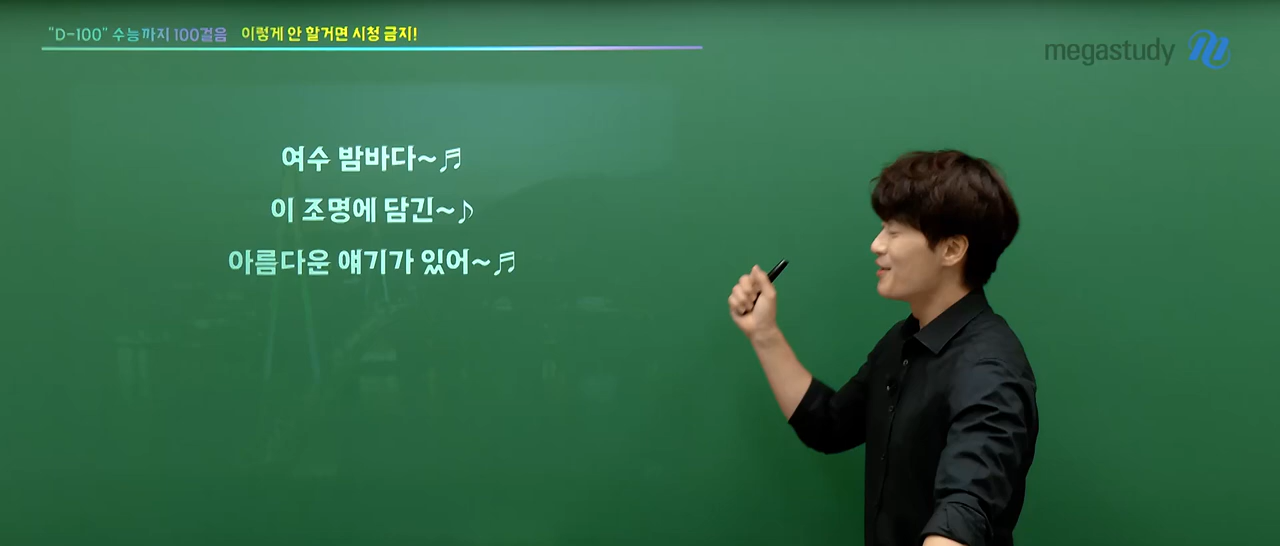 "D-100" 수능까지 100걸음 이렇게 안 할거면 시청 금지!
megastudy
여수 밤바다~♬
이 조명에 담긴~♪
아름다운 얘기가 있어~♬